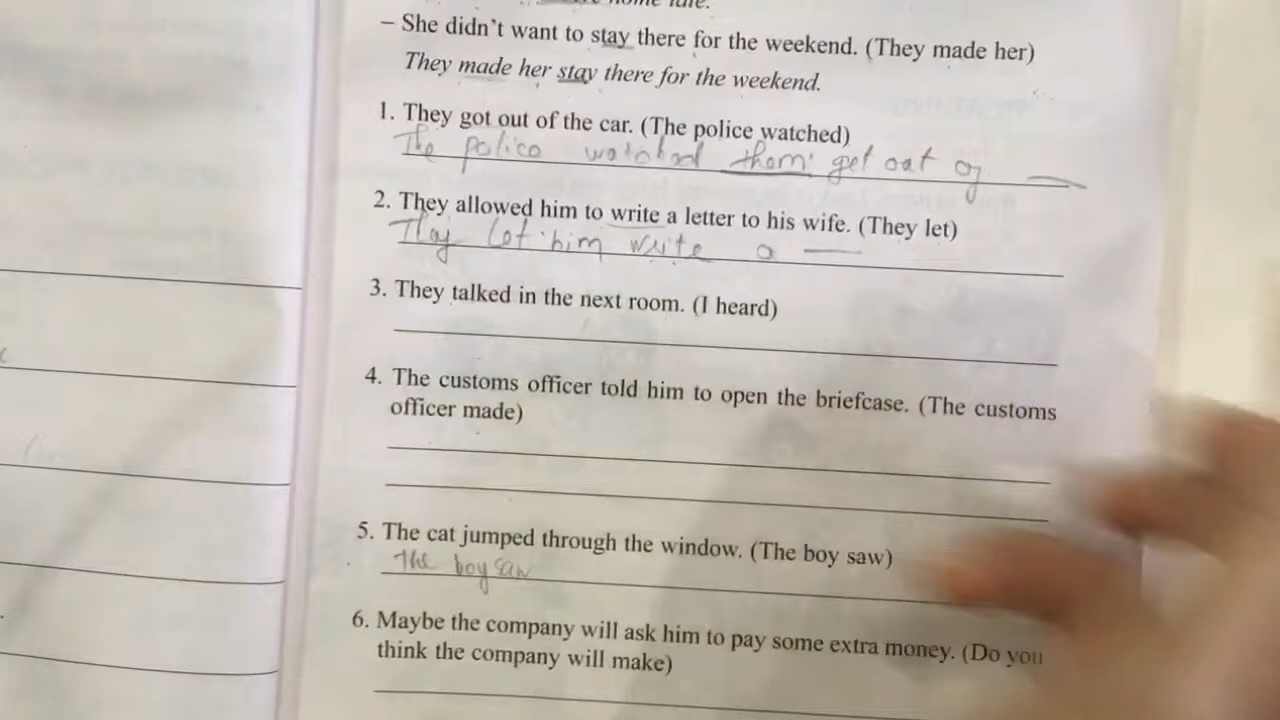 – She didn't want to stay there for the weekend. (They made her)
They made her stay there for the weekend.
1. They got out of the car. (The police watched)
The police watched them get out of
2. They allowed him to write a letter to his wife. (They let)
They let him write a
3. They talked in the next room. (I heard)
4. The customs officer told him to open the briefcase. (The customs
officer made)
5. The cat jumped through the window. (The boy saw)
the boy saw
6. Maybe the company will ask him to pay some extra money. (Do you
think the company will make)